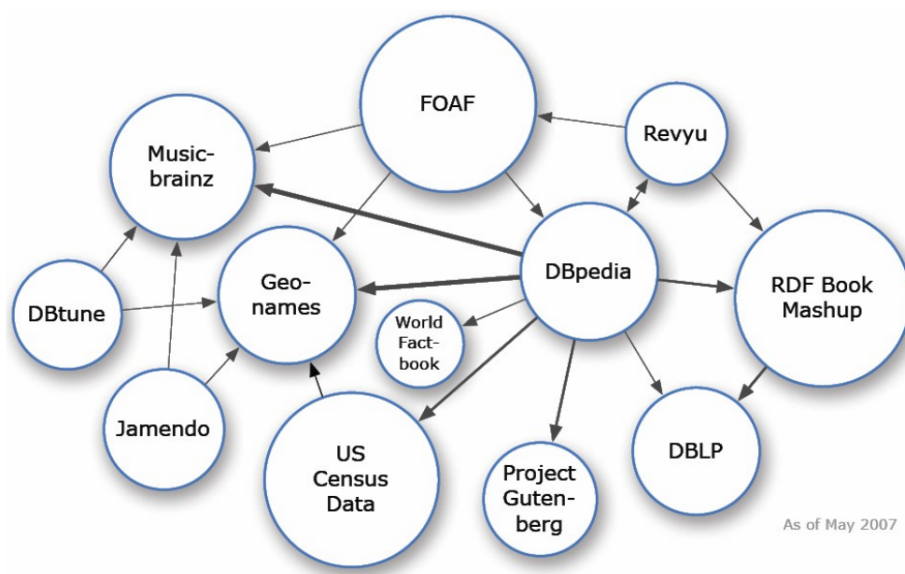 FOAF
Revyu
Music-
brainz
DBpedia
RDF Book
Mashup
Geo-
names
DBtune
World
Fact-
book
Jamendo
US
Census
Data
Project
Guten-
berg
DBLP
As of May 2007